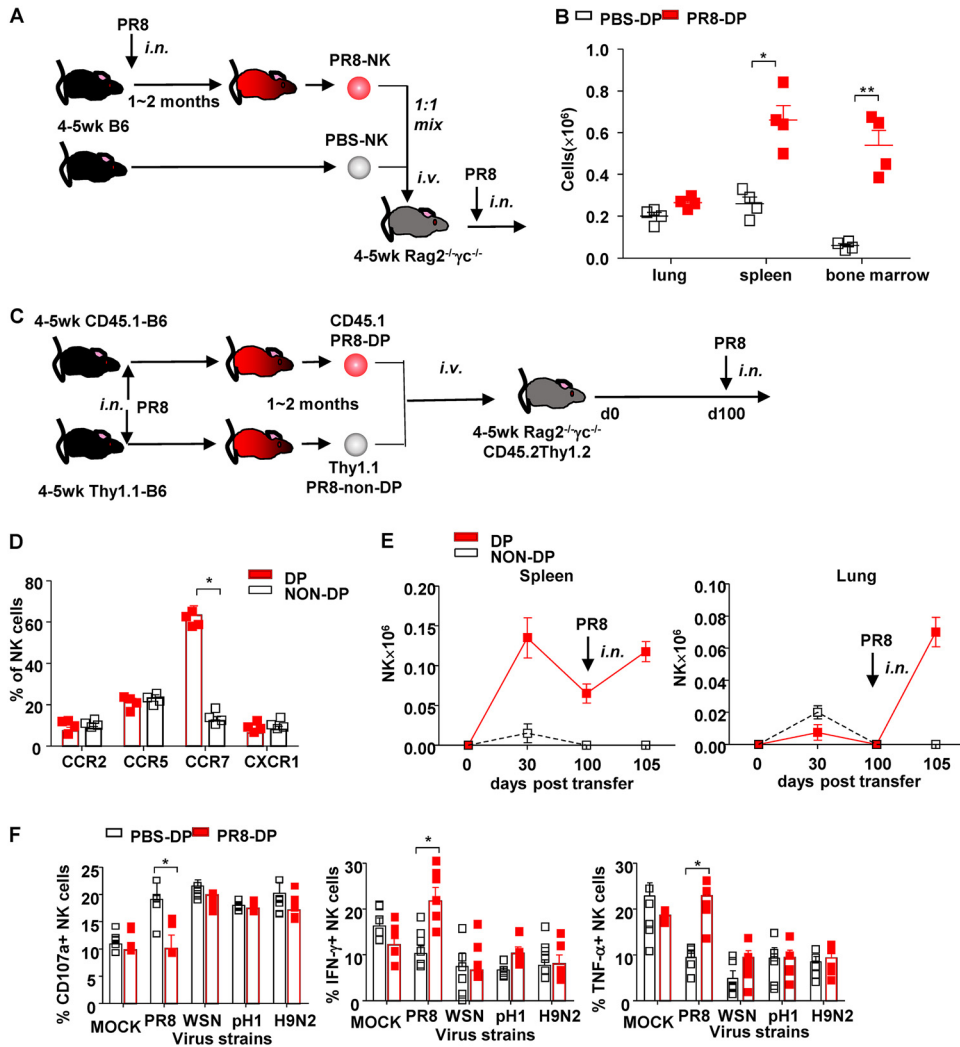 A
PR8
i.n.
1~2 months
4-5wk B6
PR8-NK
PBS-NK
1:1
mix
i.v.
PR8
i.n.
4-5wk Rag2-/-γc-/-
B
PBS-DP PR8-DP
Cells(×10⁶)
1.0
0.8
0.6
0.4
0.2
0.0
*
**
lung spleen bone marrow
C
4-5wk CD45.1-B6
i.n. PR8
4-5wk Thy1.1-B6
CD45.1
PR8-DP
1~2 months
Thy1.1
PR8-non-DP
i.v.
4-5wk Rag2-/-γc-/-
CD45.2Thy1.2
PR8
i.n.
d0 d100
D
DP
NON-DP
% of NK cells
80
60
40
20
0
*
CCR2 CCR5 CCR7 CXCR1
E
DP
NON-DP
Spleen
NK×10⁶
0.20
0.15
0.10
0.05
0.00
PR8
i.n.
0 30 100 105
days post transfer
Lung
NK×10⁶
0.10
0.08
0.06
0.04
0.02
0.00
PR8
i.n.
0 30 100 105
days post transfer
F
PBS-DP PR8-DP
% CD107a+ NK cells
25
20
15
10
5
0
*
MOCK PR8 WSN pH1 H9N2
Virus strains
% IFN-γ+ NK cells
40
30
20
10
0
*
MOCK PR8 WSN pH1 H9N2
Virus strains
% TNF-α+ NK cells
40
30
20
10
0
*
MOCK PR8 WSN pH1 H9N2
Virus strains